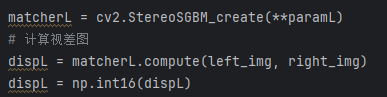 matcherL = cv2.StereoSGBM_create(**paramL)
# 计算视差图
dispL = matcherL.compute(left_img, right_img)
dispL = np.int16(dispL)